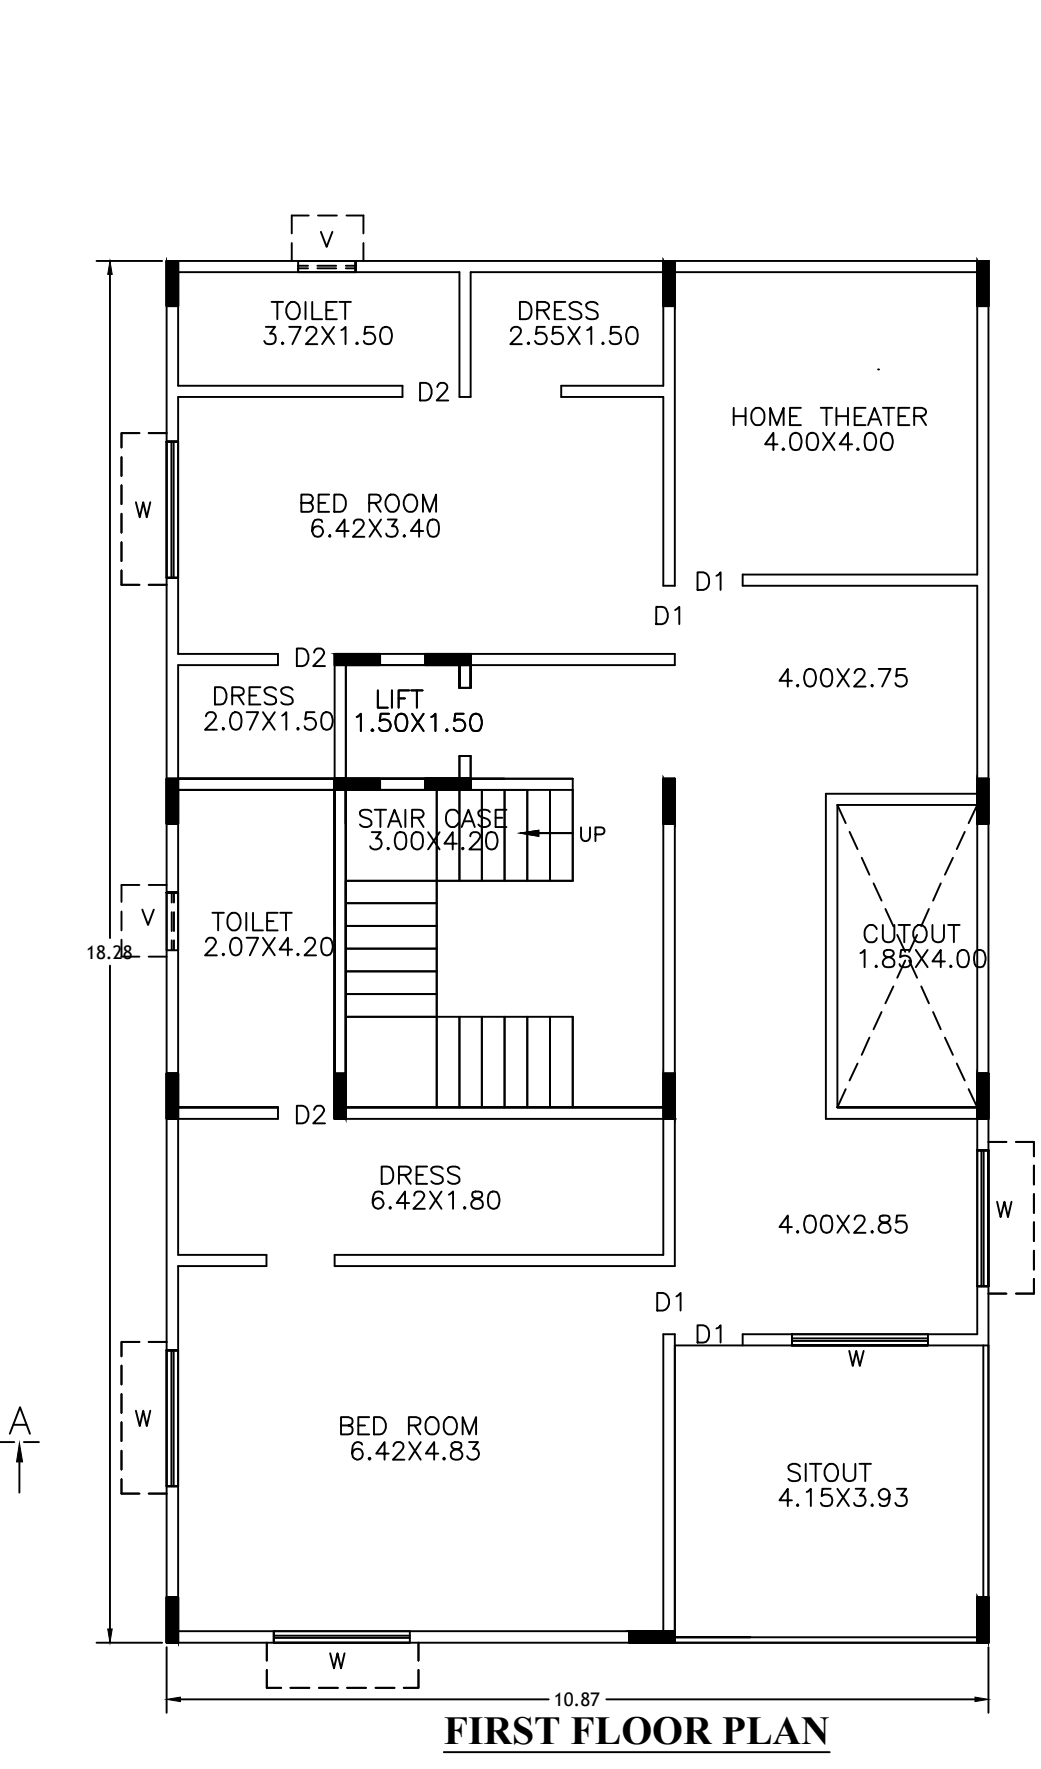 V
TOILET
3.72X1.50
DRESS
2.55X1.50
D2
HOME THEATER
4.00X4.00
W
BED ROOM
6.42X3.40
D1
D1
D2
4.00X2.75
DRESS
2.07X1.50
LIFT
1.50X1.50
STAIR CASE
3.00X4.20
UP
V
TOILET
2.07X4.20
CUTOUT
1.85X4.00
18.28
D2
DRESS
6.42X1.80
W
4.00X2.85
D1
D1
W
W
A
BED ROOM
6.42X4.83
SITOUT
4.15X3.93
W
10.87
FIRST FLOOR PLAN